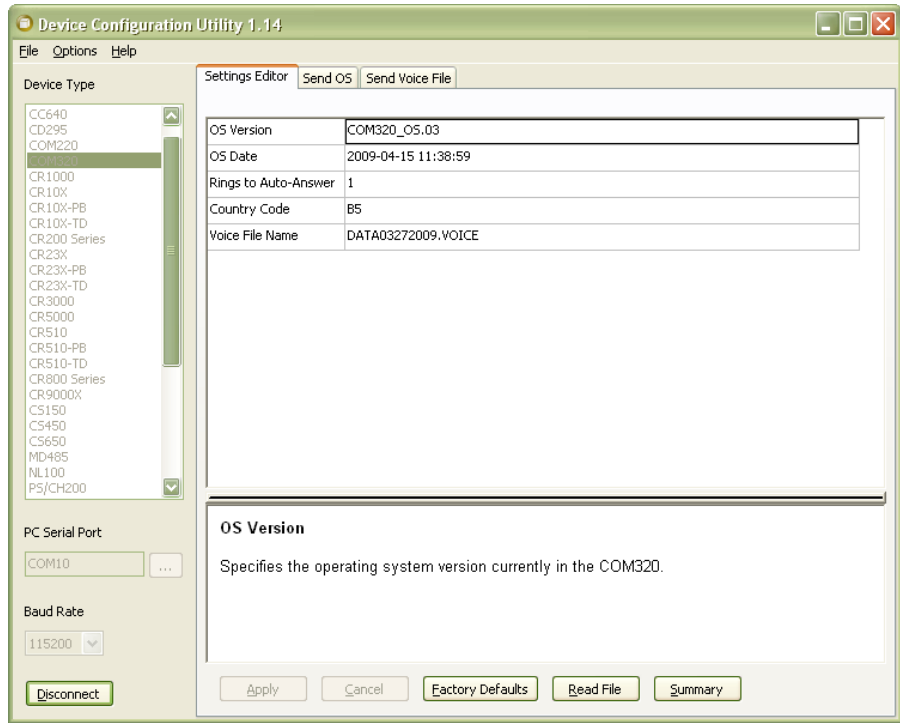 Device Configuration Utility 1.14
File Options Help
Device Type
CC640
CD295
COM220
COM320
CR1000
CR10X
CR10X-PB
CR10X-TD
CR200 Series
CR23X
CR23X-PB
CR23X-TD
CR3000
CR5000
CR510
CR510-PB
CR510-TD
CR800 Series
CR9000X
CS150
CS450
CS650
MD485
NL100
PS/CH200
PC Serial Port
COM10 ...
Baud Rate
115200
Disconnect
Settings Editor Send OS Send Voice File
OS Version COM320_OS.03
OS Date 2009-04-15 11:38:59
Rings to Auto-Answer 1
Country Code B5
Voice File Name DATA03272009.VOICE
OS Version
Specifies the operating system version currently in the COM320.
Apply Cancel Factory Defaults Read File Summary